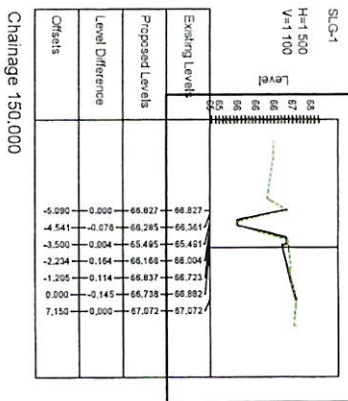 SLG-1
H=1:500
V=1:100
Level
65 65 66 66 67 67 68
Existing Levels 66.827 66.361 65.491 66.004 66.723 66.882 67.072
Proposed Levels 66.827 66.285 65.495 66.168 66.837 66.738 67.072
Level Difference 0.000 -0.076 0.004 0.164 0.114 -0.145 0.000
Offsets -5.090 -4.541 -3.500 -2.234 -1.205 0.000 7.150
Chainage 150.000